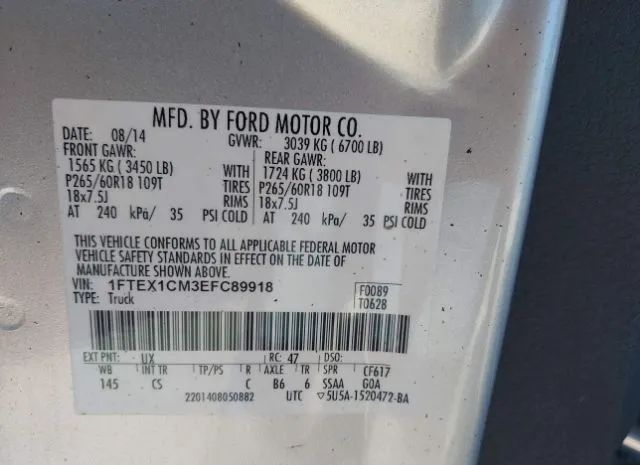 MFD. BY FORD MOTOR CO.
DATE: 08/14 GVWR: 3039 KG ( 6700 LB)
FRONT GAWR: REAR GAWR:
1565 KG ( 3450 LB) WITH 1724 KG ( 3800 LB) WITH
P265/60R18 109T TIRES P265/60R18 109T TIRES
18x7.5J RIMS 18x7.5J RIMS
AT 240 kPa/ 35 PSI COLD AT 240 kPa/ 35 PSI COLD
THIS VEHICLE CONFORMS TO ALL APPLICABLE FEDERAL MOTOR
VEHICLE SAFETY STANDARDS IN EFFECT ON THE DATE OF
MANUFACTURE SHOWN ABOVE.
VIN: 1FTEX1CM3EFC89918 F0089
TYPE: Truck T0628
EXT PNT: UX RC: 47 DSO:
WB INT TR TP/PS R AXLE TR SPR CF617
145 CS C B6 6 SSAA GOA
2201408050882 UTC ▽5U5A-1520472-BA